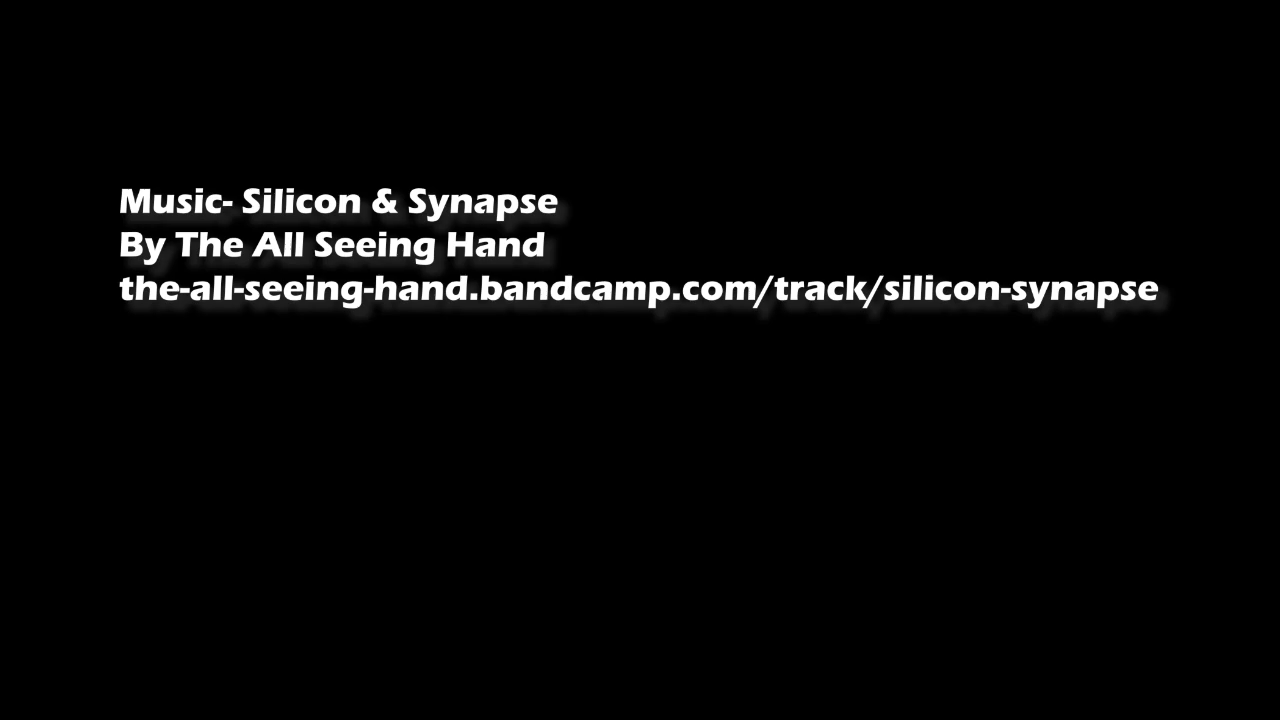 Music- Silicon & Synapse
By The All Seeing Hand
the-all-seeing-hand.bandcamp.com/track/silicon-synapse